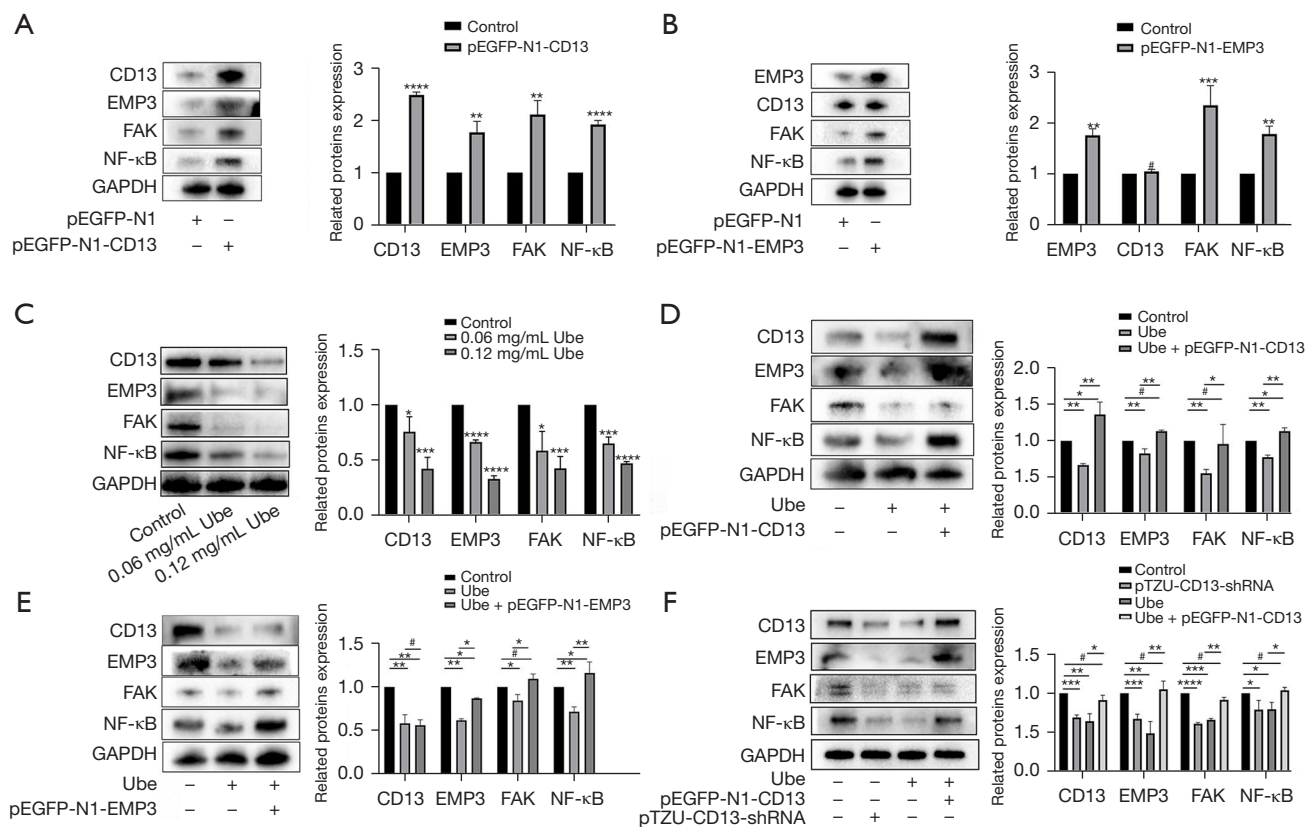 A
CD13
EMP3
FAK
NF-κB
GAPDH
pEGFP-N1 + –
pEGFP-N1-CD13 – +
Control
pEGFP-N1-CD13
Related proteins expression
3
2
1
0
**** ** ** ****
CD13 EMP3 FAK NF-κB
B
EMP3
CD13
FAK
NF-κB
GAPDH
pEGFP-N1 + –
pEGFP-N1-EMP3 – +
Control
pEGFP-N1-EMP3
Related proteins expression
3
2
1
0
** # *** **
EMP3 CD13 FAK NF-κB
C
CD13
EMP3
FAK
NF-κB
GAPDH
Control
0.06 mg/mL Ube
0.12 mg/mL Ube
Control
0.06 mg/mL Ube
0.12 mg/mL Ube
Related proteins expression
1.5
1.0
0.5
0.0
* *** **** **** * *** *** ****
CD13 EMP3 FAK NF-κB
D
CD13
EMP3
FAK
NF-κB
GAPDH
Ube – + +
pEGFP-N1-CD13 – – +
Control
Ube
Ube + pEGFP-N1-CD13
Related proteins expression
2.0
1.5
1.0
0.5
0.0
** ** * **
* # # *
** ** ** *
CD13 EMP3 FAK NF-κB
E
CD13
EMP3
FAK
NF-κB
GAPDH
Ube – + +
pEGFP-N1-EMP3 – – +
Control
Ube
Ube + pEGFP-N1-EMP3
Related proteins expression
1.5
1.0
0.5
0.0
# * * **
** * # *
** ** * **
CD13 EMP3 FAK NF-κB
F
CD13
EMP3
FAK
NF-κB
GAPDH
Ube – – + +
pEGFP-N1-CD13 – – – +
pTZU-CD13-shRNA – + – –
Control
pTZU-CD13-shRNA
Ube
Ube + pEGFP-N1-CD13
Related proteins expression
1.5
1.0
1.5
0.0
# * # ** # ** # *
** ** *** **
*** *** **** *
CD13 EMP3 FAK NF-κB